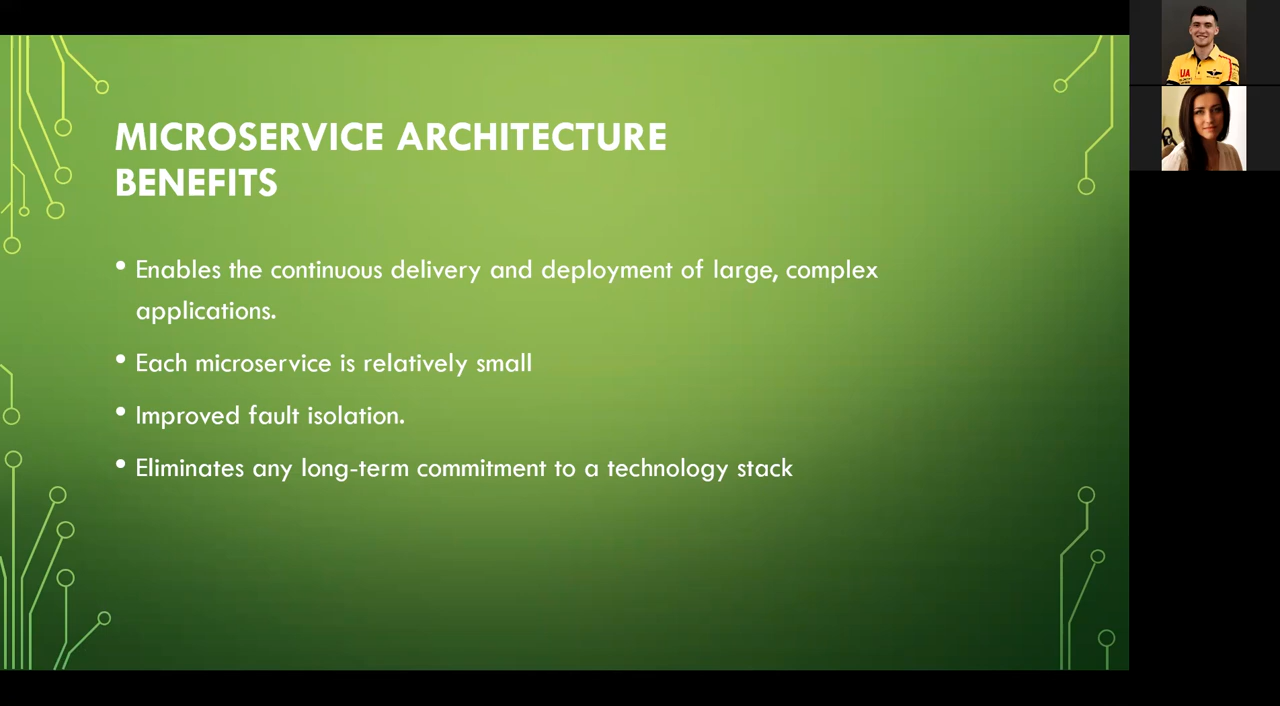 MICROSERVICE ARCHITECTURE
BENEFITS
• Enables the continuous delivery and deployment of large, complex
applications.
• Each microservice is relatively small
• Improved fault isolation.
• Eliminates any long-term commitment to a technology stack
UA